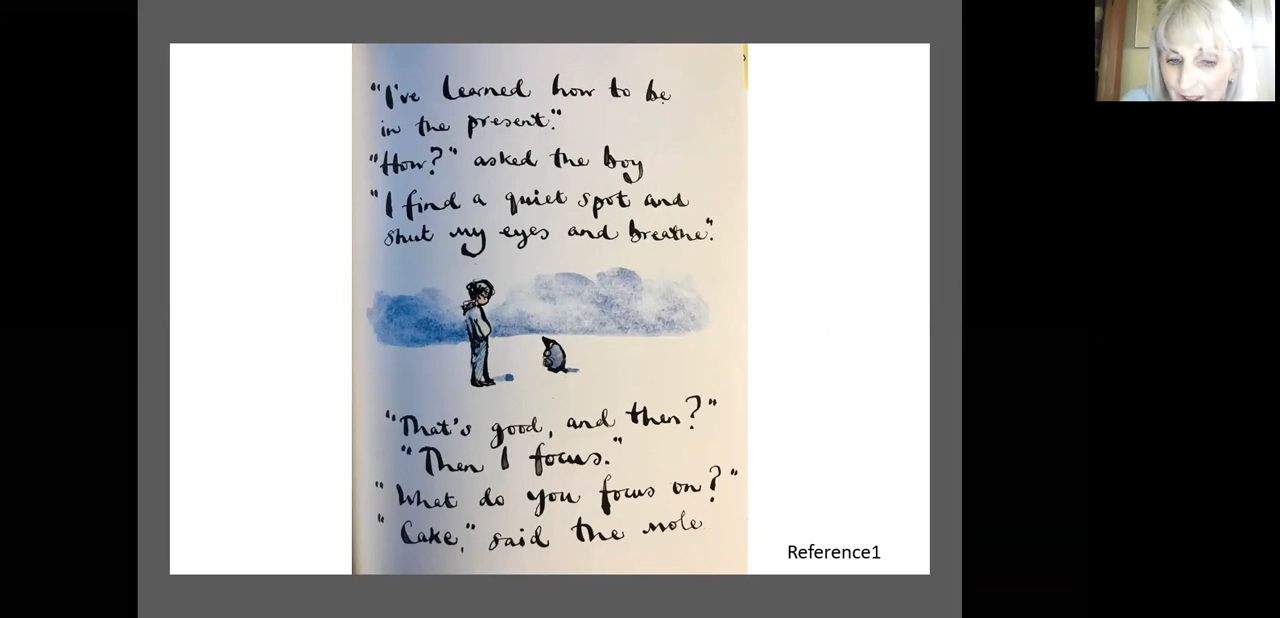 "I've learned how to be
in the present."
"How?" asked the boy
"I find a quiet spot and
shut my eyes and breathe."
"That's good, and then?"
"Then I focus."
"What do you focus on?"
"Cake," said the mole
Reference1